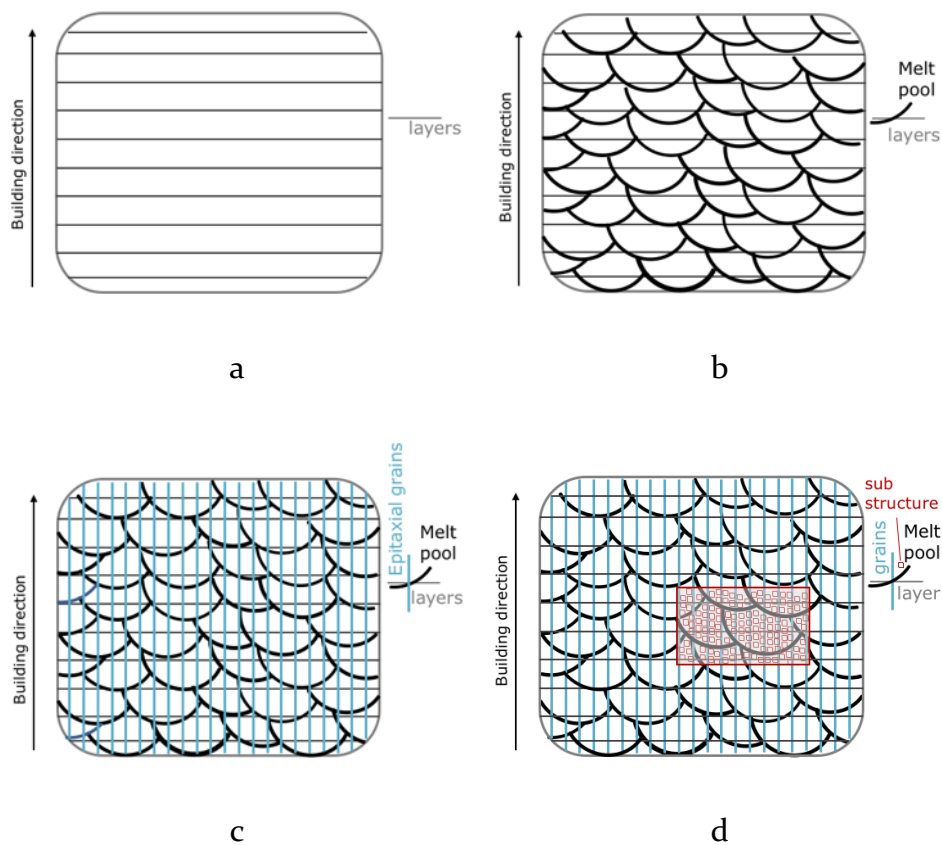 Building direction
layers
a
Building direction
Melt
pool
layers
b
Building direction
Epitaxial grains
Melt
pool
layers
c
Building direction
sub
structure
grains
Melt
pool
layer
d